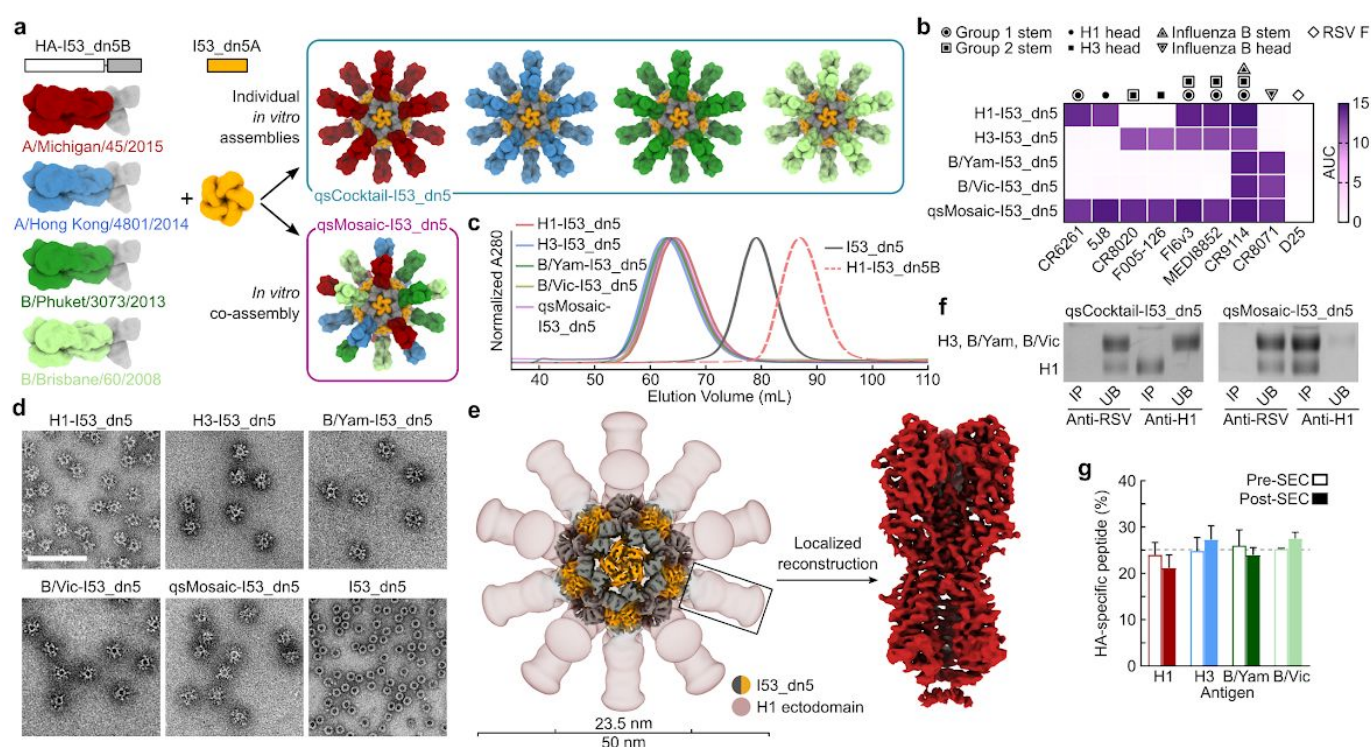 a
HA-I53_dn5B
I53_dn5A
A/Michigan/45/2015
A/Hong Kong/4801/2014
B/Phuket/3073/2013
B/Brisbane/60/2008
+
Individual
in vitro
assemblies
In vitro
co-assembly
qsCocktail-I53_dn5
qsMosaic-I53_dn5
b
Group 1 stem
H1 head
Influenza B stem
RSV F
Group 2 stem
H3 head
Influenza B head
H1-I53_dn5
H3-I53_dn5
B/Yam-I53_dn5
B/Vic-I53_dn5
qsMosaic-I53_dn5
CR6261
5J8
CR8020
F005-126
FI6v3
MEDI8852
CR9114
CR8071
D25
15
10
5
0
AUC
c
Normalized A280
H1-I53_dn5
H3-I53_dn5
B/Yam-I53_dn5
B/Vic-I53_dn5
qsMosaic-
I53_dn5
I53_dn5
H1-I53_dn5B
40 50 60 70 80 90 100 110
Elution Volume (mL)
d
H1-I53_dn5
H3-I53_dn5
B/Yam-I53_dn5
B/Vic-I53_dn5
qsMosaic-I53_dn5
I53_dn5
e
Localized
reconstruction
I53_dn5
H1 ectodomain
23.5 nm
50 nm
f
qsCocktail-I53_dn5
qsMosaic-I53_dn5
H3, B/Yam, B/Vic
H1
IP UB IP UB
Anti-RSV Anti-H1
IP UB IP UB
Anti-RSV Anti-H1
g
HA-specific peptide (%)
40
30
20
10
0
Pre-SEC
Post-SEC
H1 H3 B/Yam B/Vic
Antigen